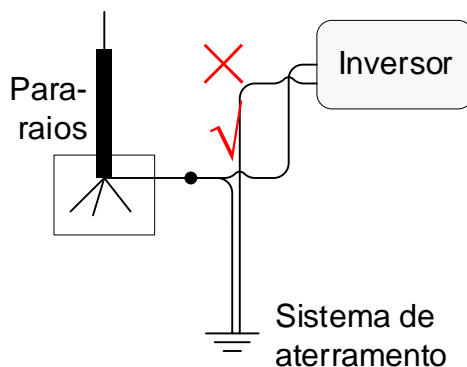 Para-
raios
Inversor
Sistema de
aterramento